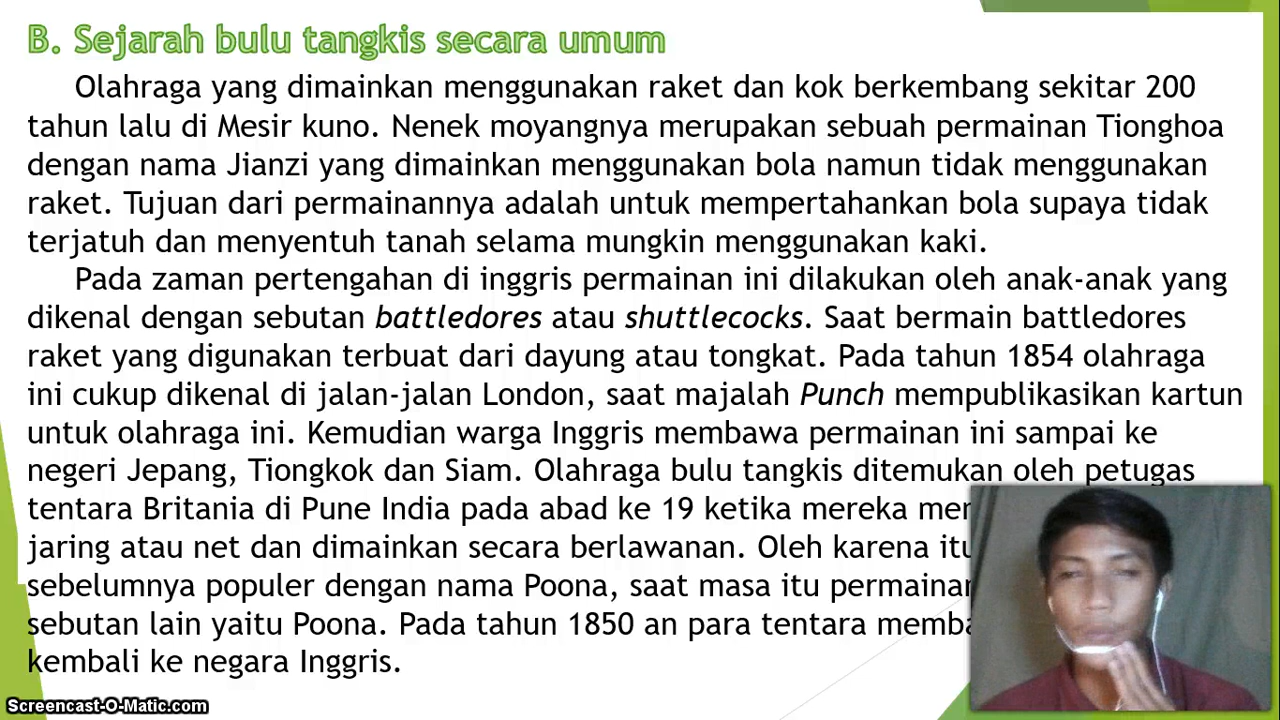 B. Sejarah bulu tangkis secara umum
Olahraga yang dimainkan menggunakan raket dan kok berkembang sekitar 200
tahun lalu di Mesir kuno. Nenek moyangnya merupakan sebuah permainan Tionghoa
dengan nama Jianzi yang dimainkan menggunakan bola namun tidak menggunakan
raket. Tujuan dari permainannya adalah untuk mempertahankan bola supaya tidak
terjatuh dan menyentuh tanah selama mungkin menggunakan kaki.
Pada zaman pertengahan di inggris permainan ini dilakukan oleh anak-anak yang
dikenal dengan sebutan battledores atau shuttlecocks. Saat bermain battledores
raket yang digunakan terbuat dari dayung atau tongkat. Pada tahun 1854 olahraga
ini cukup dikenal di jalan-jalan London, saat majalah Punch mempublikasikan kartun
untuk olahraga ini. Kemudian warga Inggris membawa permainan ini sampai ke
negeri Jepang, Tiongkok dan Siam. Olahraga bulu tangkis ditemukan oleh petugas
tentara Britania di Pune India pada abad ke 19 ketika mereka
jaring atau net dan dimainkan secara berlawanan. Oleh karena itu
sebelumnya populer dengan nama Poona, saat masa itu
sebutan lain yaitu Poona. Pada tahun 1850 an para tentara
kembali ke negara Inggris.
Screencast-O-Matic.com